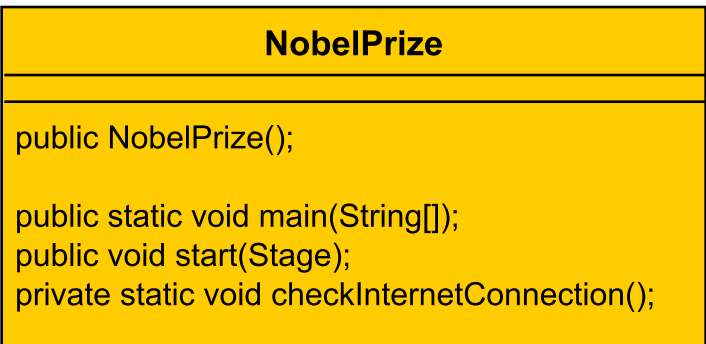 NobelPrize
public NobelPrize();
public static void main(String[]);
public void start(Stage);
private static void checkInternetConnection();